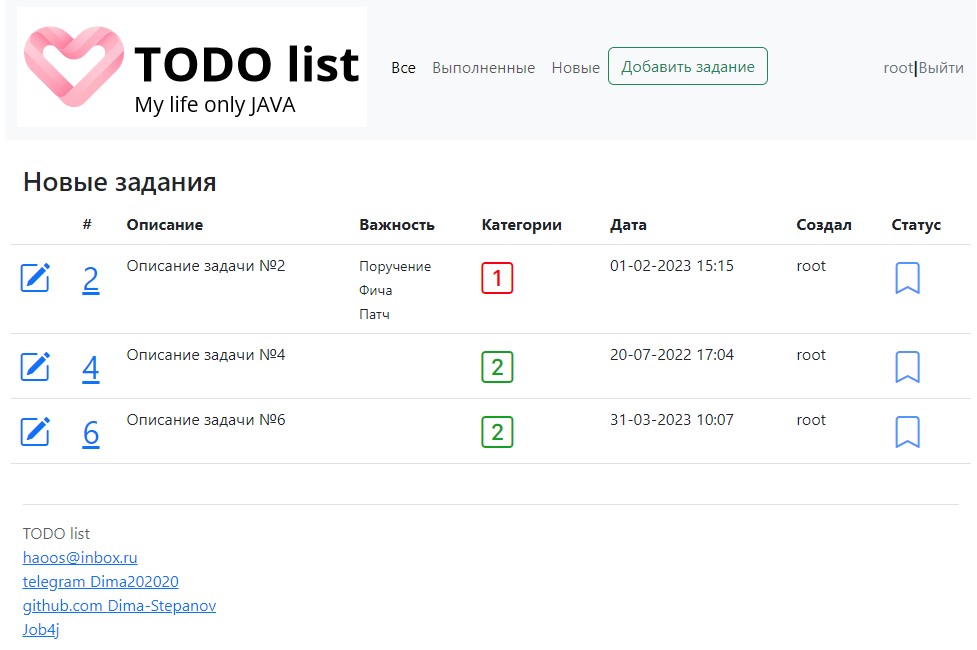 TODO list
My life only JAVA
Все Выполненные Новые Добавить задание root|Выйти
Новые задания
# Описание Важность Категории Дата Создал Статус
2 Описание задачи №2 Поручение 1 01-02-2023 15:15 root
Фича
Патч
4 Описание задачи №4 2 20-07-2022 17:04 root
6 Описание задачи №6 2 31-03-2023 10:07 root
TODO list
haoos@inbox.ru
telegram Dima202020
github.com Dima-Stepanov
Job4j